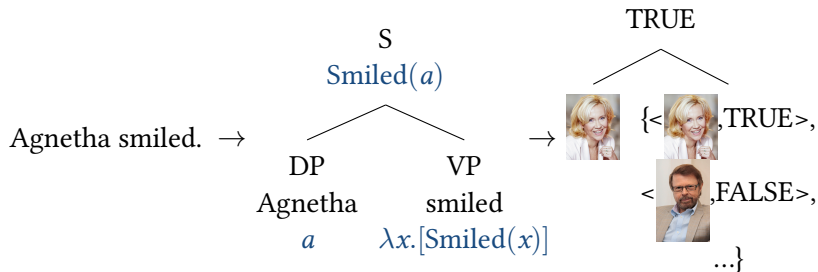 TRUE
S
Smiled(a)
{< ,TRUE>,
Agnetha smiled. → →
DP VP
Agnetha smiled
< ,FALSE>,
a λx.[Smiled(x)]
...}